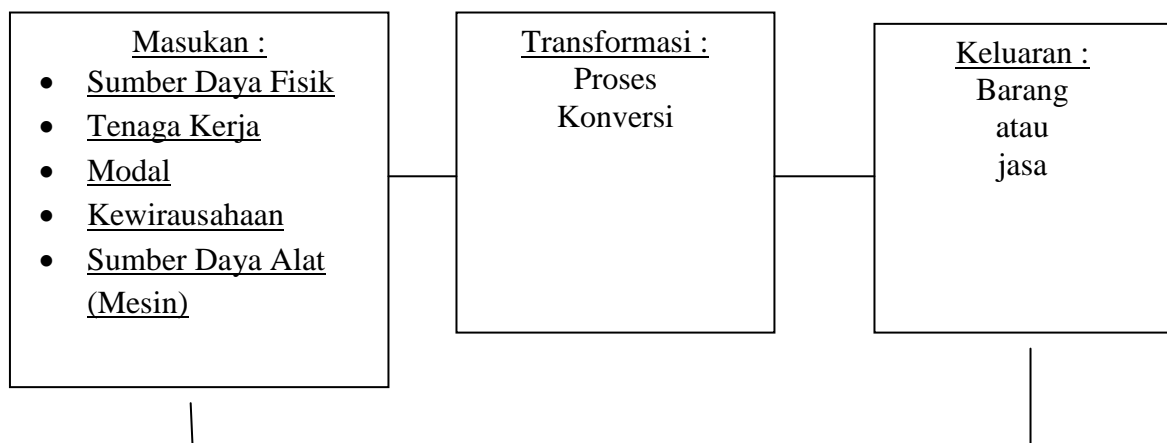 Masukan :
• Sumber Daya Fisik
• Tenaga Kerja
• Modal
• Kewirausahaan
• Sumber Daya Alat
(Mesin)
Transformasi :
Proses
Konversi
Keluaran :
Barang
atau
jasa